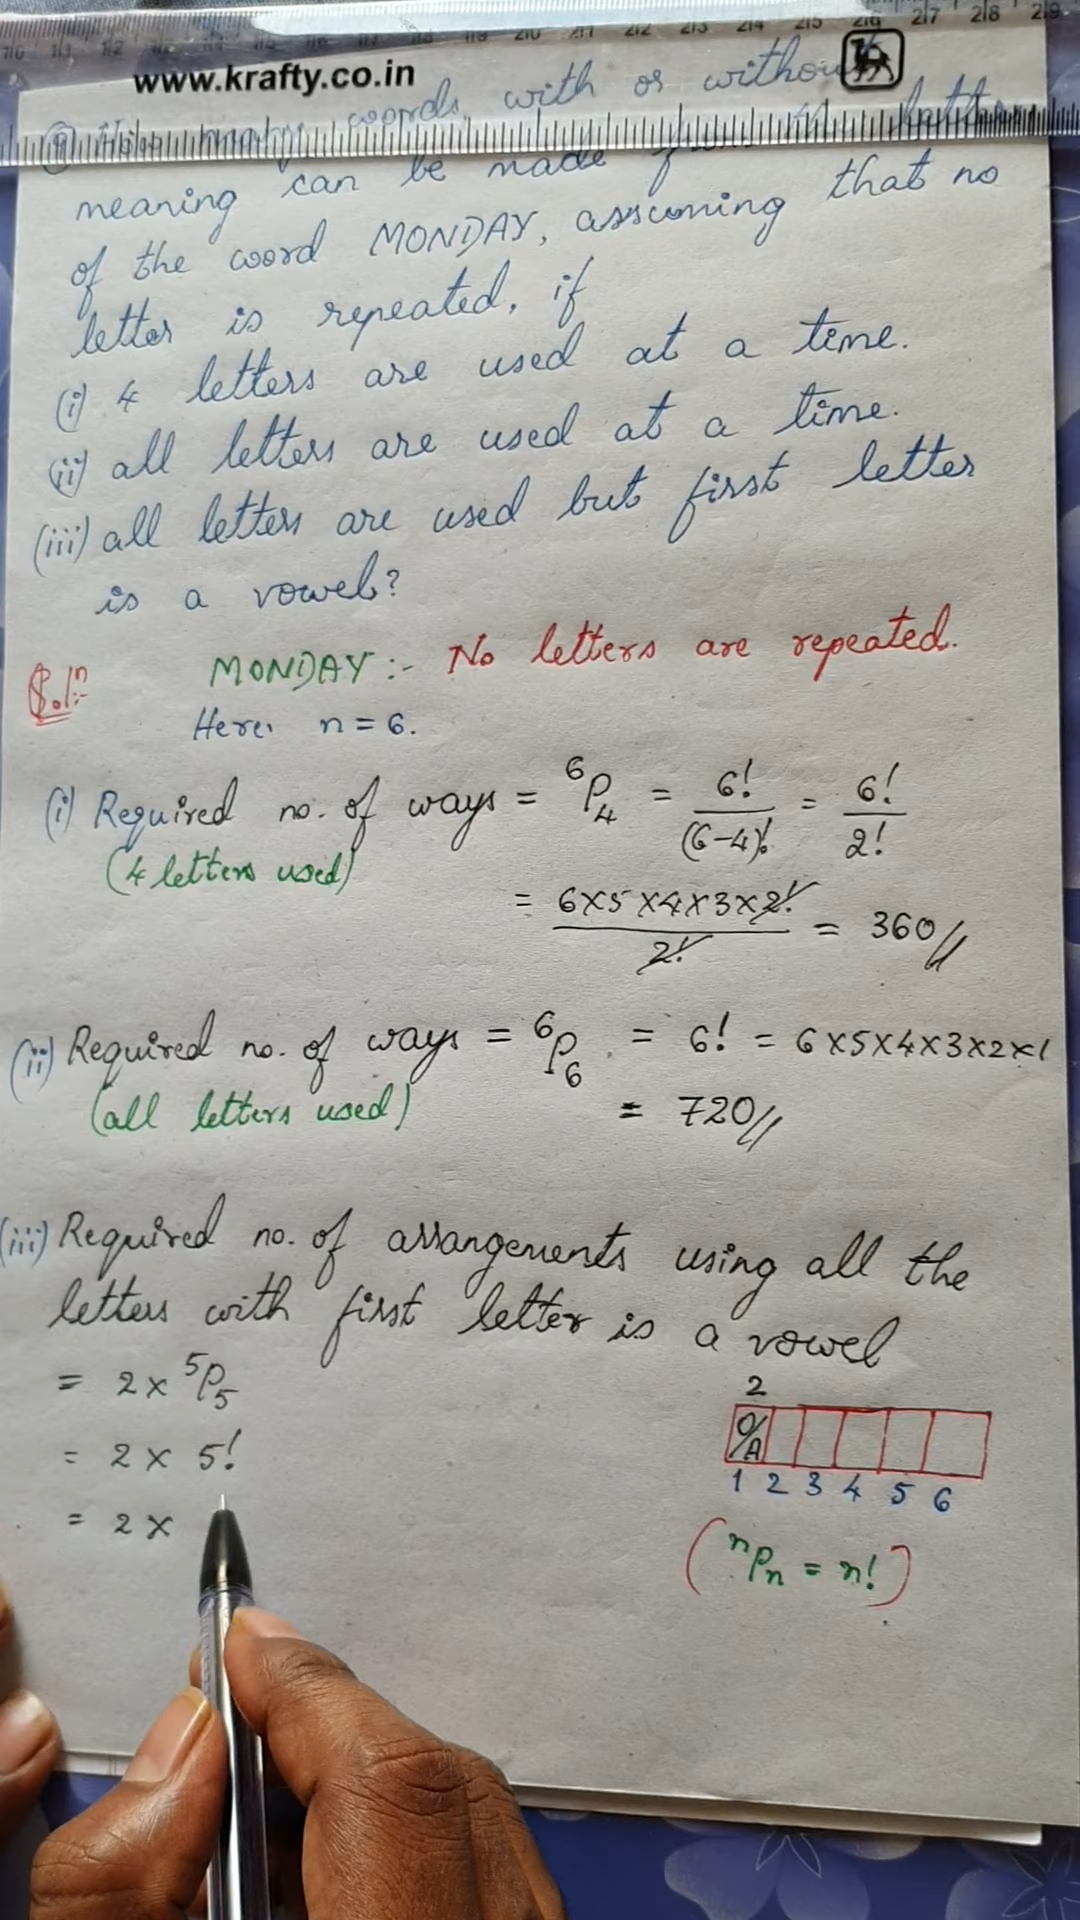 www.krafty.co.in
words, with or without
meaning can be made from the letters
of the word MONDAY, assuming that no
letter is repeated, if
(i) 4 letters are used at a time.
(ii) all letters are used at a time.
(iii) all letters are used but first letter
is a vowel?
Sol.n:- MONDAY :- No letters are repeated.
Here, n = 6.
(i) Required no. of ways = ⁶P₄ = 6!/(6-4)! = 6!/2!
(4 letters used)
= 6×5×4×3×2!/2! = 360//
(ii) Required no. of ways = ⁶P₆ = 6! = 6×5×4×3×2×1
(all letters used)
= 720//
(iii) Required no. of arrangements using all the
letters with first letter is a vowel
= 2 × ⁵P₅
2
= 2 × 5!
O/A
1 2 3 4 5 6
= 2 ×
(ⁿPₙ = n!)